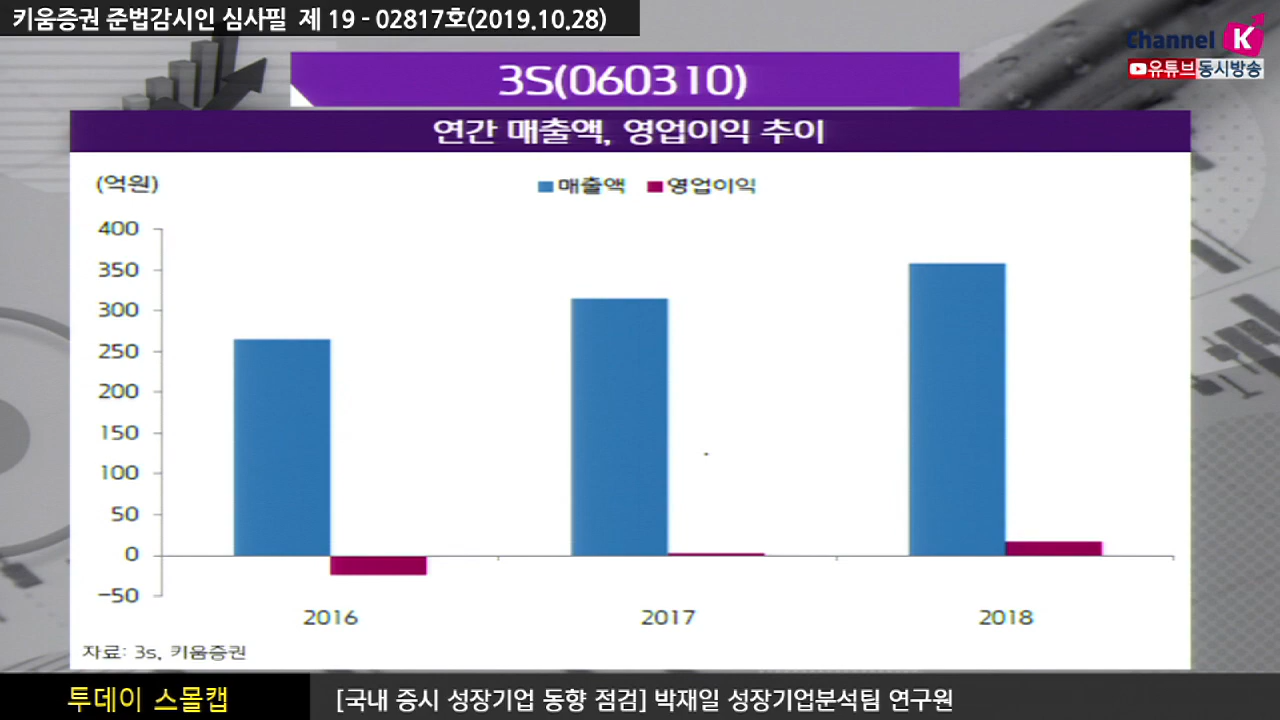 키움증권 준법감시인 심사필 제 19 - 02817호(2019.10.28)
Channel K
유튜브 동시방송
3S(060310)
연간 매출액, 영업이익 추이
(억원)
매출액 영업이익
400
350
300
250
200
150
100
50
0
-50
2016 2017 2018
자료: 3s, 키움증권
투데이 스몰캡
[국내 증시 성장기업 동향 점검] 박재일 성장기업분석팀 연구원